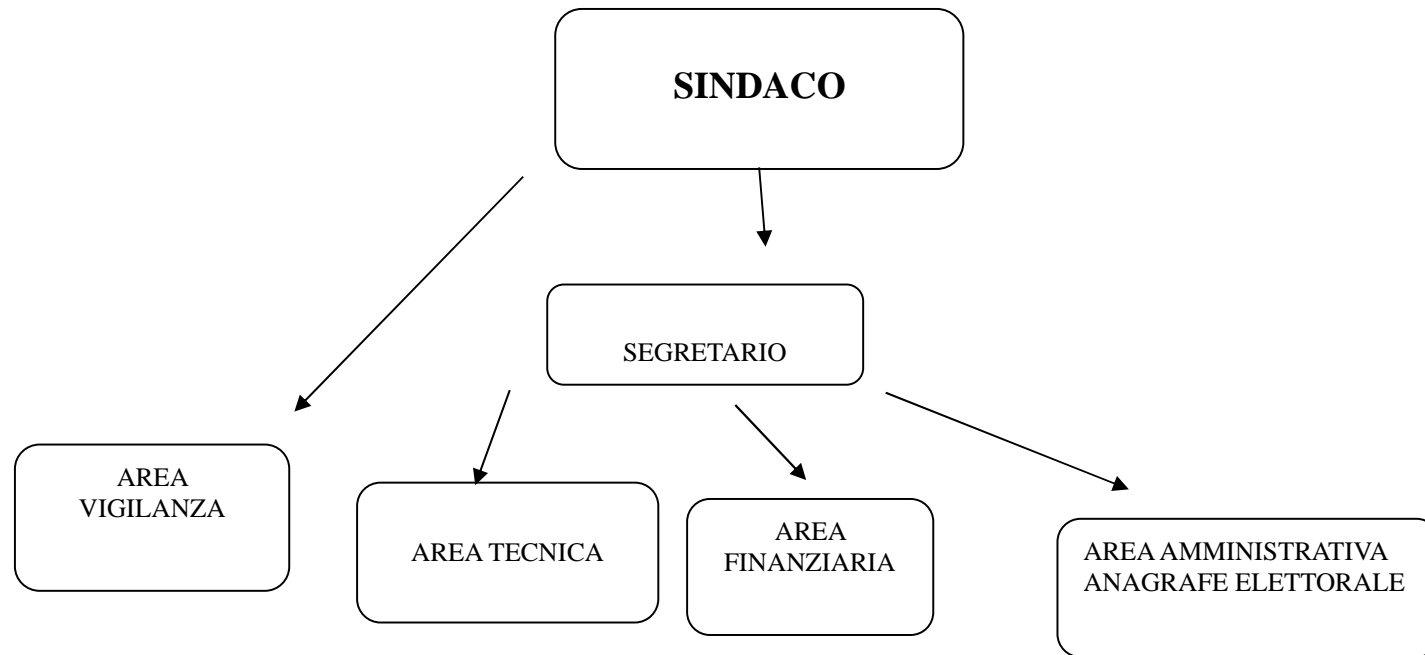 SINDACO
SEGRETARIO
AREA
VIGILANZA
AREA TECNICA
AREA
FINANZIARIA
AREA AMMINISTRATIVA
ANAGRAFE ELETTORALE